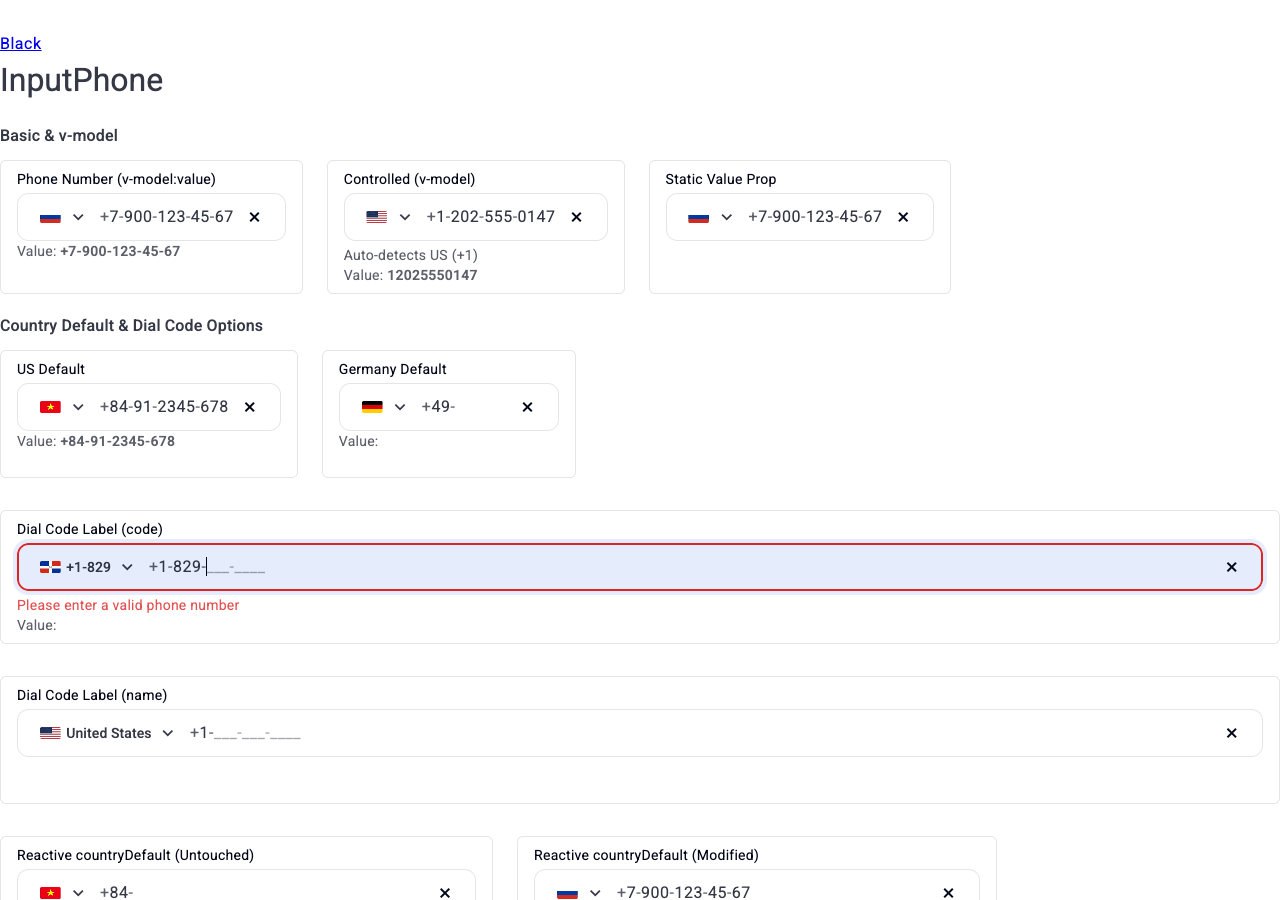 Black
InputPhone
Basic & v-model
Phone Number (v-model:value)
+7-900-123-45-67
Value: +7-900-123-45-67
Controlled (v-model)
+1-202-555-0147
Auto-detects US (+1)
Value: 12025550147
Static Value Prop
+7-900-123-45-67
Country Default & Dial Code Options
US Default
+84-91-2345-678
Value: +84-91-2345-678
Germany Default
+49-
Value:
Dial Code Label (code)
+1-829 +1-829-___-____
Please enter a valid phone number
Value:
Dial Code Label (name)
United States +1-___-___-____
Reactive countryDefault (Untouched)
+84-
Reactive countryDefault (Modified)
+7-900-123-45-67